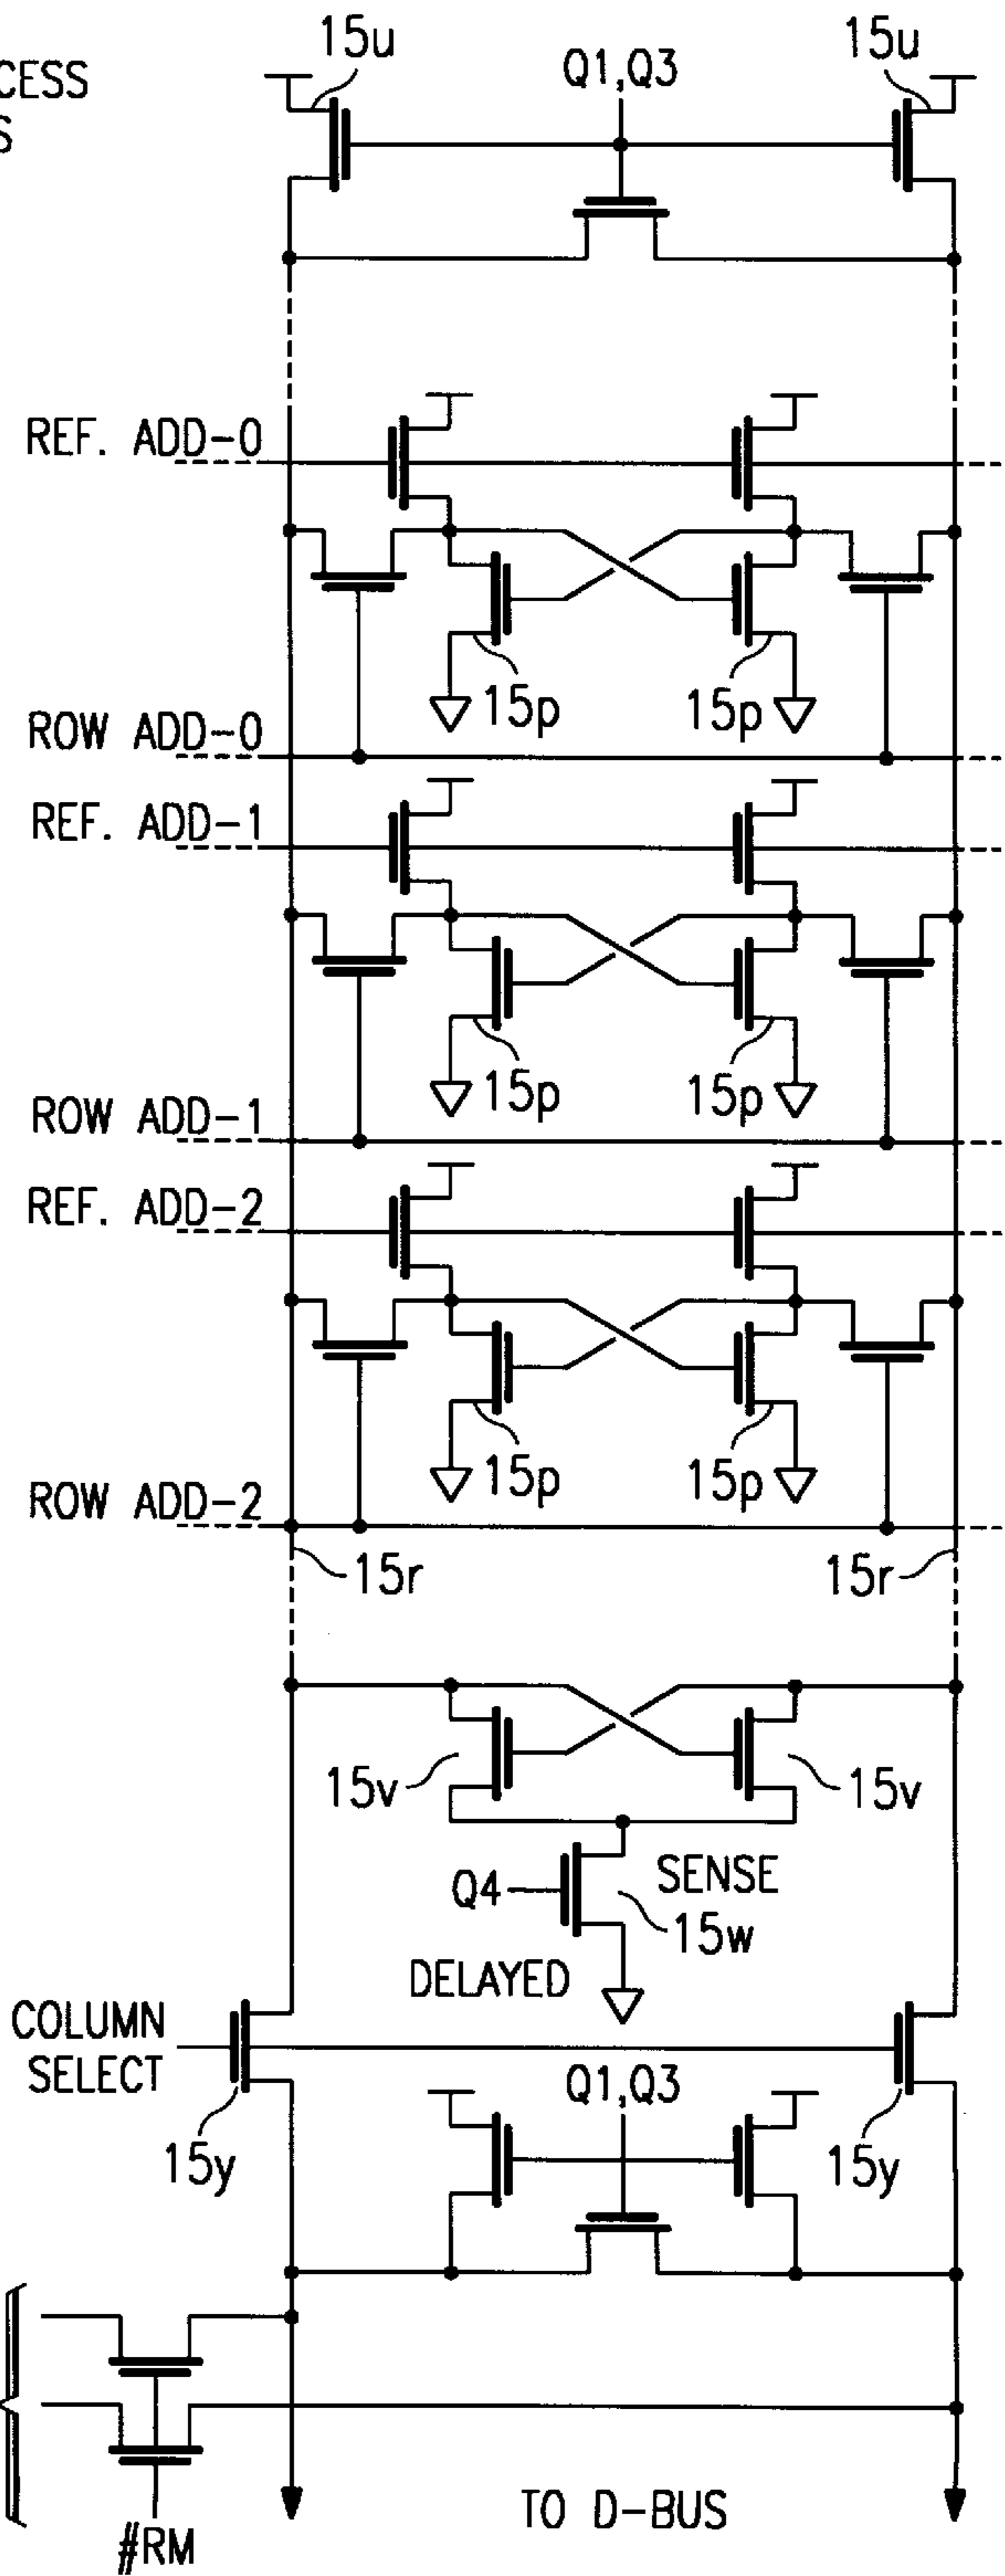 15u
15u
CESS
S
Q1,Q3
REF. ADD-0
15p
15p
ROW ADD-0
REF. ADD-1
15p
15p
ROW ADD-1
REF. ADD-2
15p
15p
ROW ADD-2
15r
15r
15v
15v
Q4
SENSE
15w
DELAYED
COLUMN
SELECT
Q1,Q3
15y
15y
TO D-BUS
#RM